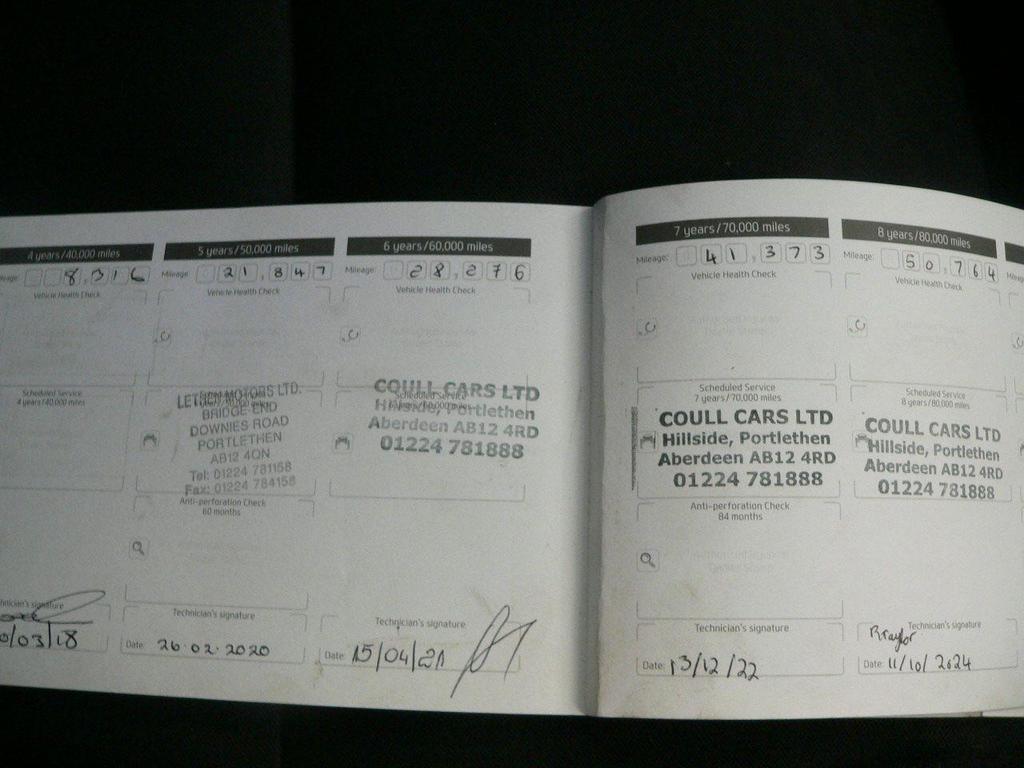 4 years/40,000 miles
8,316
Vehicle Health Check
Scheduled Service
4 years/40,000 miles
signature
/03/18
5 years/50,000 miles
Mileage: 21,847
Vehicle Health Check
MOTORS LTD.
BRIDGE END
DOWNIES ROAD
PORTLETHEN
AB12 4QN
Tel: 01224 781158
Fax: 01224 784158
Anti-perforation Check
60 months
Technician's signature
Date: 26.02.2020
6 years/60,000 miles
Mileage: 28,276
Vehicle Health Check
Scheduled Service
COULL CARS LTD
Hillside, Portlethen
Aberdeen AB12 4RD
01224 781888
Technician's signature
Date: 15/04/21
7 years/70,000 miles
Mileage: 41,373
Vehicle Health Check
Scheduled Service
7 years/70,000 miles
COULL CARS LTD
Hillside, Portlethen
Aberdeen AB12 4RD
01224 781888
Anti-perforation Check
84 months
Technician's signature
Date: 13/12/22
8 years/80,000 miles
Mileage: 50,764
Vehicle Health Check
Scheduled Service
8 years/80,000 miles
COULL CARS LTD
Hillside, Portlethen
Aberdeen AB12 4RD
01224 781888
Technician's signature
Date: 11/10/2024